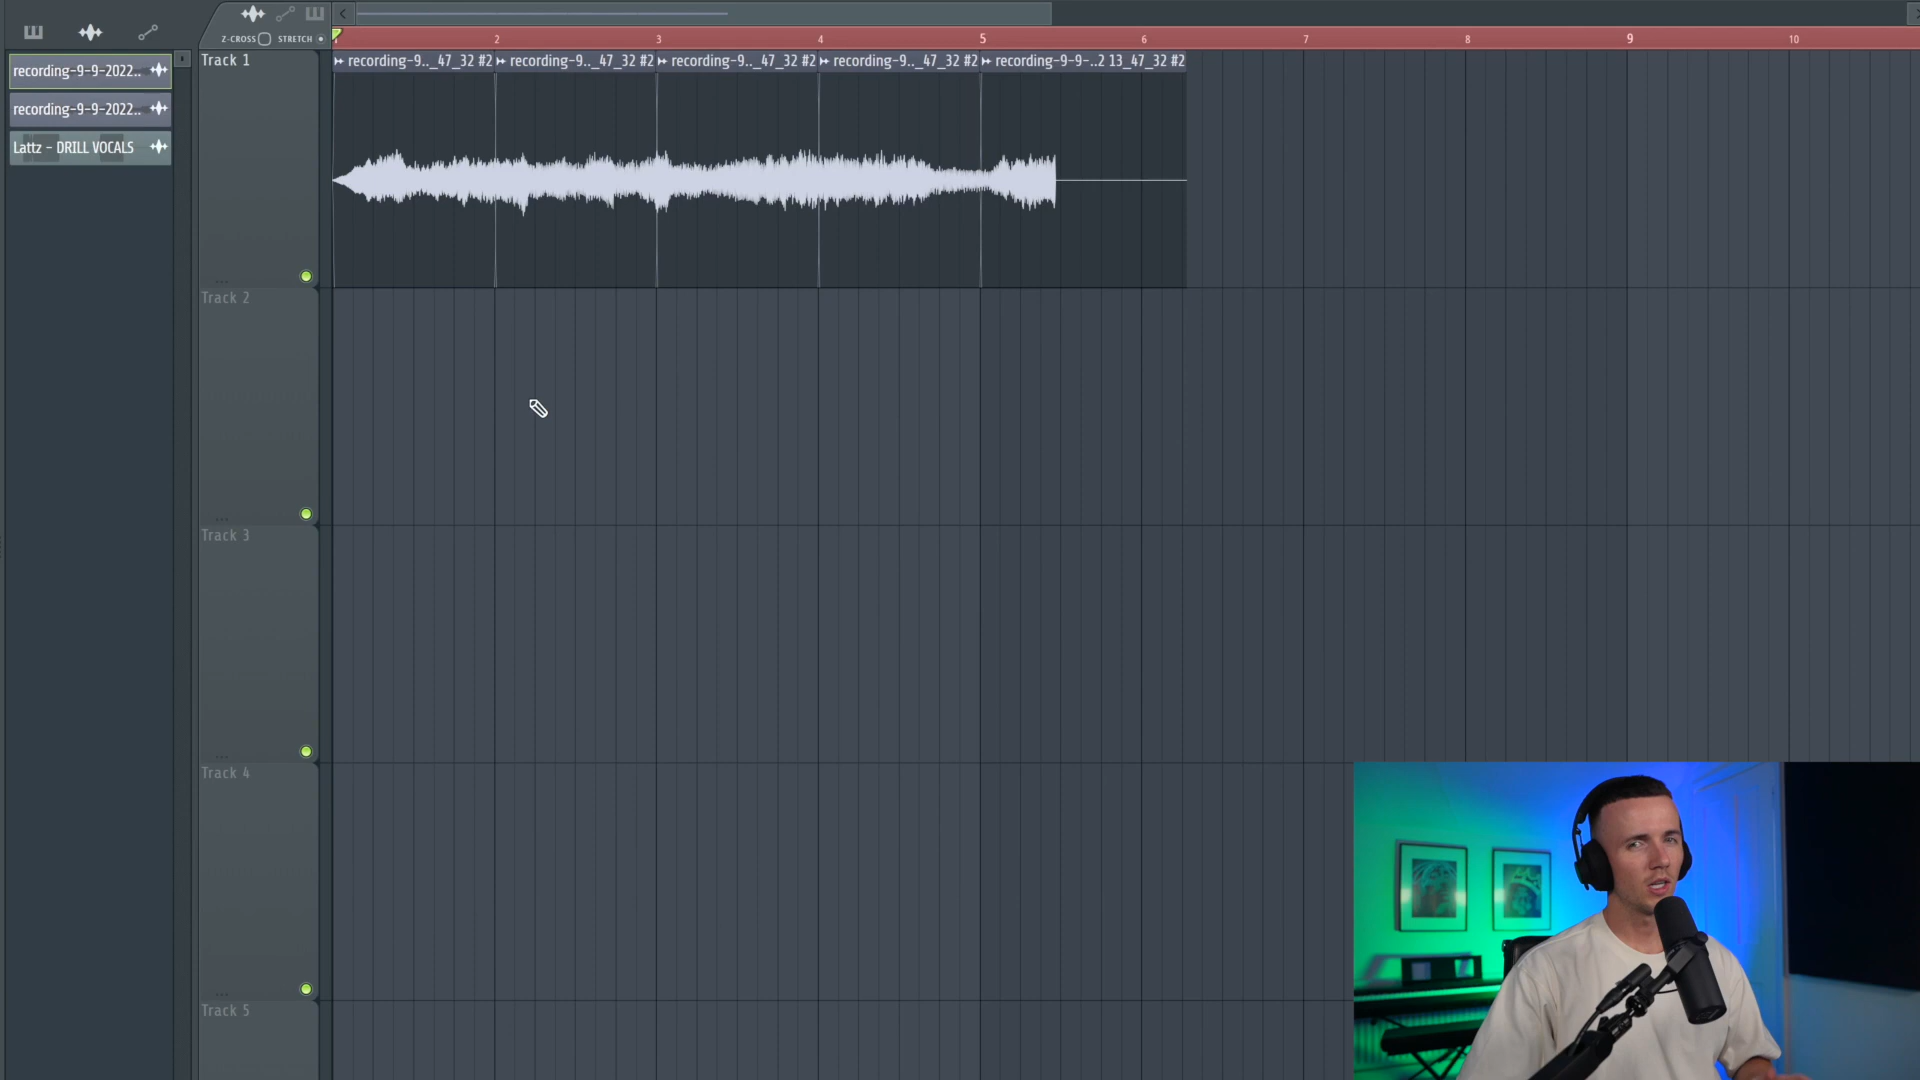 Z-CROSS STRETCH
1 2 3 4 5 6 7 8 9 10
recording-9-9-2022..
recording-9-9-2022..
Lattz - DRILL VOCALS
Track 1
recording-9.._47_32 #2
recording-9.._47_32 #2
recording-9.._47_32 #2
recording-9.._47_32 #2
recording-9-9-..2 13_47_32 #2
...
Track 2
...
Track 3
...
Track 4
...
Track 5